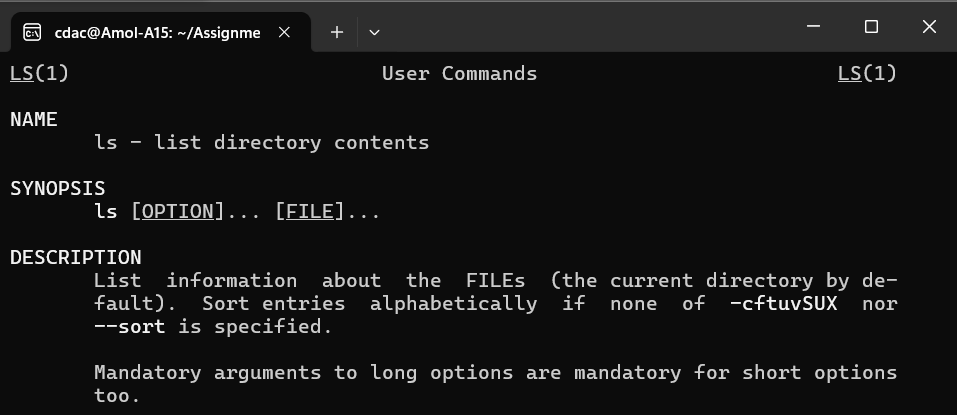 cdac@Amol-A15: ~/Assignme
LS(1) User Commands LS(1)
NAME
ls - list directory contents
SYNOPSIS
ls [OPTION]... [FILE]...
DESCRIPTION
List information about the FILEs (the current directory by de-
fault). Sort entries alphabetically if none of -cftuvSUX nor
--sort is specified.
Mandatory arguments to long options are mandatory for short options
too.